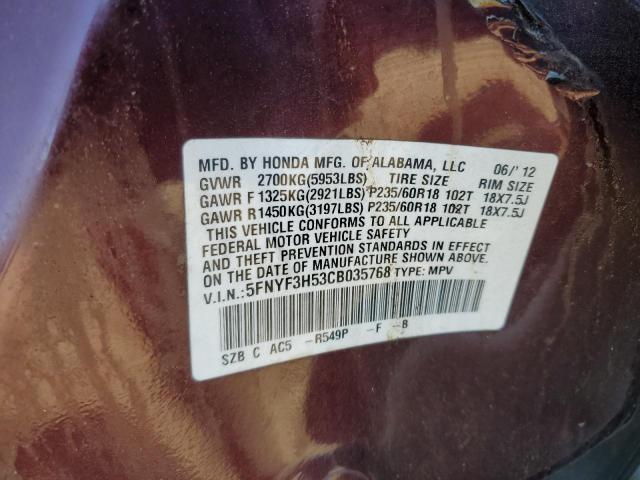 MFD. BY HONDA MFG. OF ALABAMA, LLC 06/'12
GVWR 2700KG(5953LBS) TIRE SIZE RIM SIZE
GAWR F 1325KG(2921LBS) P235/60R18 102T 18X7.5J
GAWR R1450KG(3197LBS) P235/60R18 102T 18X7.5J
THIS VEHICLE CONFORMS TO ALL APPLICABLE
FEDERAL MOTOR VEHICLE SAFETY
AND THEFT PREVENTION STANDARDS IN EFFECT
ON THE DATE OF MANUFACTURE SHOWN ABOVE.
V.I.N.:5FNYF3H53CB035768 TYPE: MPV
SZB C AC5 -R549P -F -B